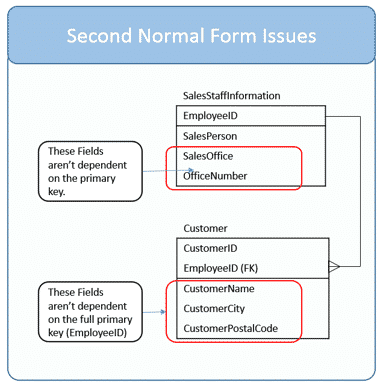 Second Normal Form Issues
SalesStaffInformation
EmployeeID
SalesPerson
SalesOffice
OfficeNumber
These Fields
aren't dependent
on the primary
key.
Customer
CustomerID
EmployeeID (FK)
CustomerName
CustomerCity
CustomerPostalCode
These Fields
aren't dependent
on the full primary
key (EmployeeID)